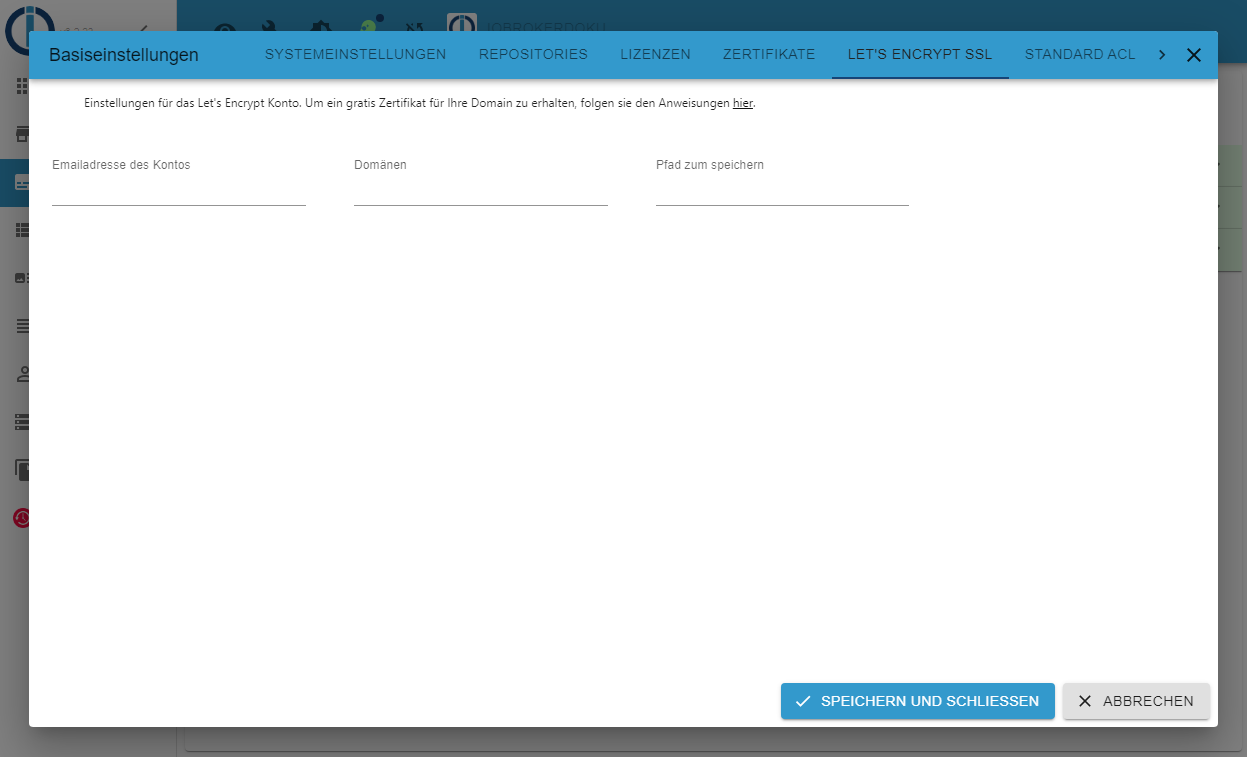 IOBROKERDOKU
Basiseinstellungen
SYSTEMEINSTELLUNGEN
REPOSITORIES
LIZENZEN
ZERTIFIKATE
LET'S ENCRYPT SSL
STANDARD ACL
Einstellungen für das Let's Encrypt Konto. Um ein gratis Zertifikat für Ihre Domain zu erhalten, folgen sie den Anweisungen hier.
Emailadresse des Kontos
Domänen
Pfad zum speichern
SPEICHERN UND SCHLIESSEN
ABBRECHEN